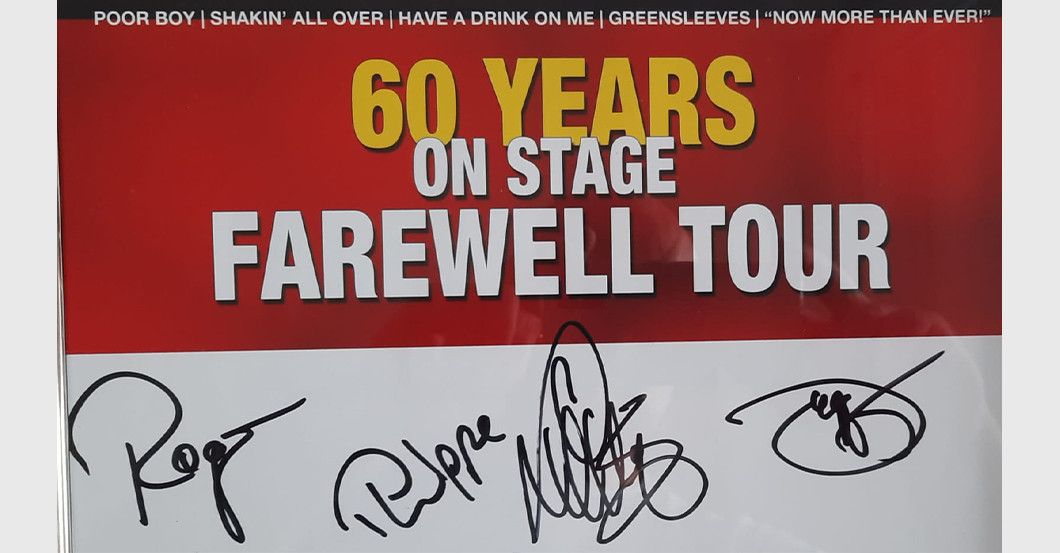 POOR BOY | SHAKIN' ALL OVER | HAVE A DRINK ON ME | GREENSLEEVES | “NOW MORE THAN EVER!”
60 YEARS
ON STAGE
FAREWELL TOUR